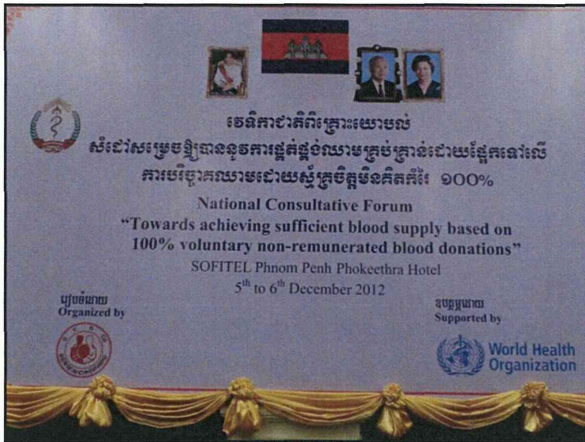 វេទិកាជាតិពិគ្រោះយោបល់
សំដៅសម្រេចឱ្យបាននូវការផ្គត់ផ្គង់ឈាមគ្រប់គ្រាន់ដោយផ្អែកទៅលើ
ការបរិច្ចាគឈាមដោយស្ម័គ្រចិត្តមិនគិតកំរៃ ១០០%
National Consultative Forum
“Towards achieving sufficient blood supply based on
100% voluntary non-remunerated blood donations”
SOFITEL Phnom Penh Phokeethra Hotel
5th to 6th December 2012
រៀបចំដោយ
Organized by
ឧបត្ថម្ភដោយ
Supported by
World Health
Organization